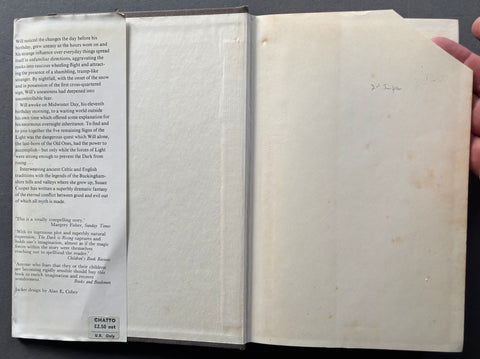 Will noticed the changes the day before his
birthday, grew uneasy as the hours wore on and
his strange influence over everyday things spread
itself in unfamiliar directions, aggravating the
rooks into raucous wheeling flight and attract-
ing the presence of a shambling, tramp-like
stranger. By nightfall, with the onset of the snow
and in possession of the first cross-quartered
sign, Will's uneasiness had deepened into
uncontrollable fear.
Will awoke on Midwinter Day, his eleventh
birthday morning, to a waiting world outside
his own time which offered some explanation for
his enormous overnight inheritance. To find and
to join together the five remaining Signs of the
Light was the dangerous quest which Will alone,
the last-born of the Old Ones, had the power to
accomplish - but only while the forces of Light
were strong enough to prevent the Dark from
rising ...
Interweaving ancient Celtic and English
traditions with the legends of the Buckingham-
shire hills and valleys where she grew up, Susan
Cooper has written a superbly dramatic fantasy
of the eternal conflict between good and evil out
of which all myth is made.
'This is a totally compelling story.'
Margery Fisher, Sunday Times
'With its ingenious plot and superbly natural
exposition, The Dark is Rising captures and
holds one's imagination, almost as if the magic
forces within the story were themselves
reaching out to spellbind the reader.'
Children's Book Review
'Anyone who fears that they or their children
are becoming rigidly sensible should buy this
book to enrich imagination and recover
wonderment.'
Books and Bookmen
Jacket design by Alan E. Cober
CHATTO
£2.50 net
U.K. Only